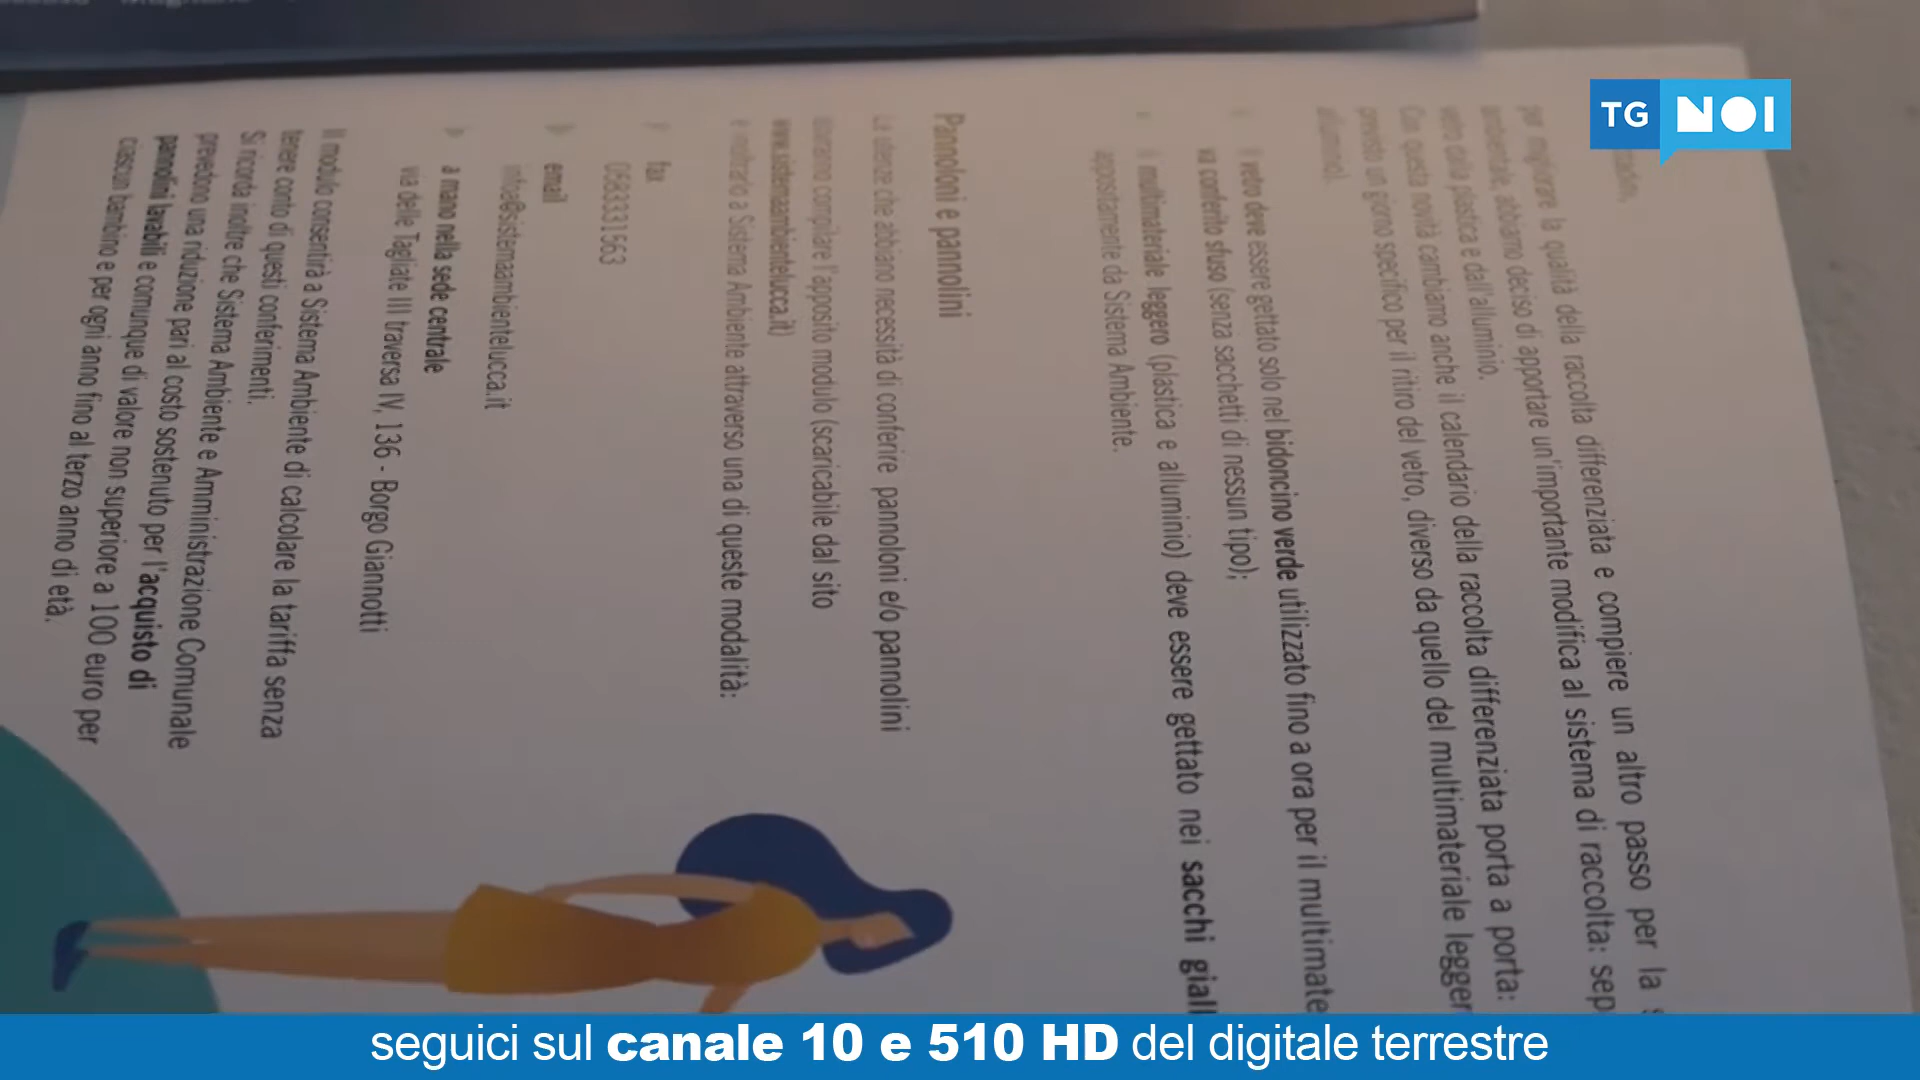 TG NOI
per migliorare la qualità della raccolta differenziata e compiere un altro passo per la
ambientale, abbiamo deciso di apportare un'importante modifica al sistema di raccolta: sep
vetro dalla plastica e dall'alluminio.
Con questa novità cambiamo anche il calendario della raccolta differenziata porta a porta:
previsto un giorno specifico per il ritiro del vetro, diverso da quello del multimateriale legger
alluminio).
il vetro deve essere gettato solo nel bidoncino verde utilizzato fino a ora per il multimate
va conferito sfuso (senza sacchetti di nessun tipo);
il multimateriale leggero (plastica e alluminio) deve essere gettato nei sacchi giall
appositamente da Sistema Ambiente.
Pannoloni e pannolini
Le utenze che abbiano necessità di conferire pannoloni e/o pannolini
dovranno compilare l'apposito modulo (scaricabile dal sito
www.sistemaambientelucca.it)
e inoltrarlo a Sistema Ambiente attraverso una di queste modalità:
fax
0583331563
email
info@sistemaambientelucca.it
a mano nella sede centrale
via delle Tagliate III traversa IV, 136 - Borgo Giannotti
Il modulo consentirà a Sistema Ambiente di calcolare la tariffa senza
tenere conto di questi conferimenti.
Si ricorda inoltre che Sistema Ambiente e Amministrazione Comunale
prevedono una riduzione pari al costo sostenuto per l'acquisto di
pannolini lavabili e comunque di valore non superiore a 100 euro per
ciascun bambino e per ogni anno fino al terzo anno di età.
seguici sul canale 10 e 510 HD del digitale terrestre